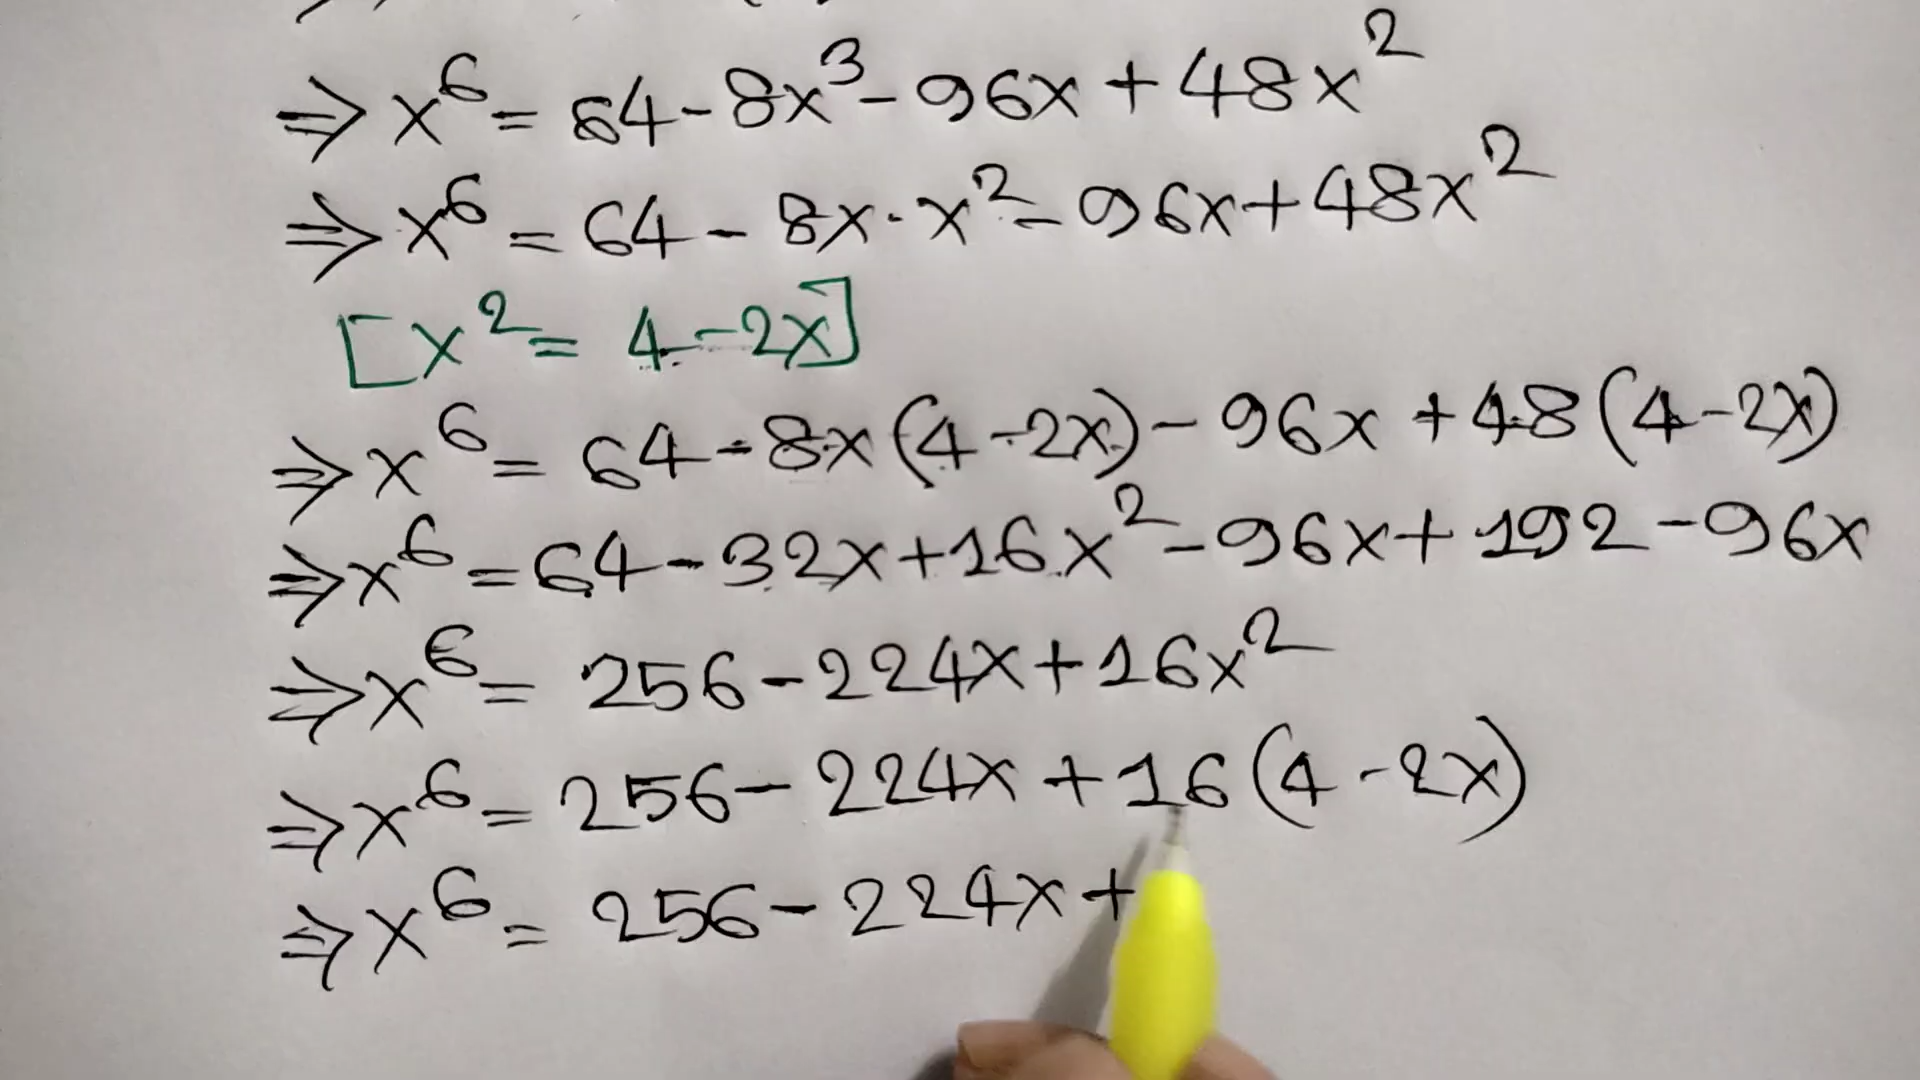 ⇒ x⁶ = 64 - 8x³ - 96x + 48x²
⇒ x⁶ = 64 - 8x · x² - 96x + 48x²
[x² = 4 - 2x]
⇒ x⁶ = 64 - 8x (4 - 2x) - 96x + 48 (4 - 2x)
⇒ x⁶ = 64 - 32x + 16x² - 96x + 192 - 96x
⇒ x⁶ = 256 - 224x + 16x²
⇒ x⁶ = 256 - 224x + 16 (4 - 2x)
⇒ x⁶ = 256 - 224x +